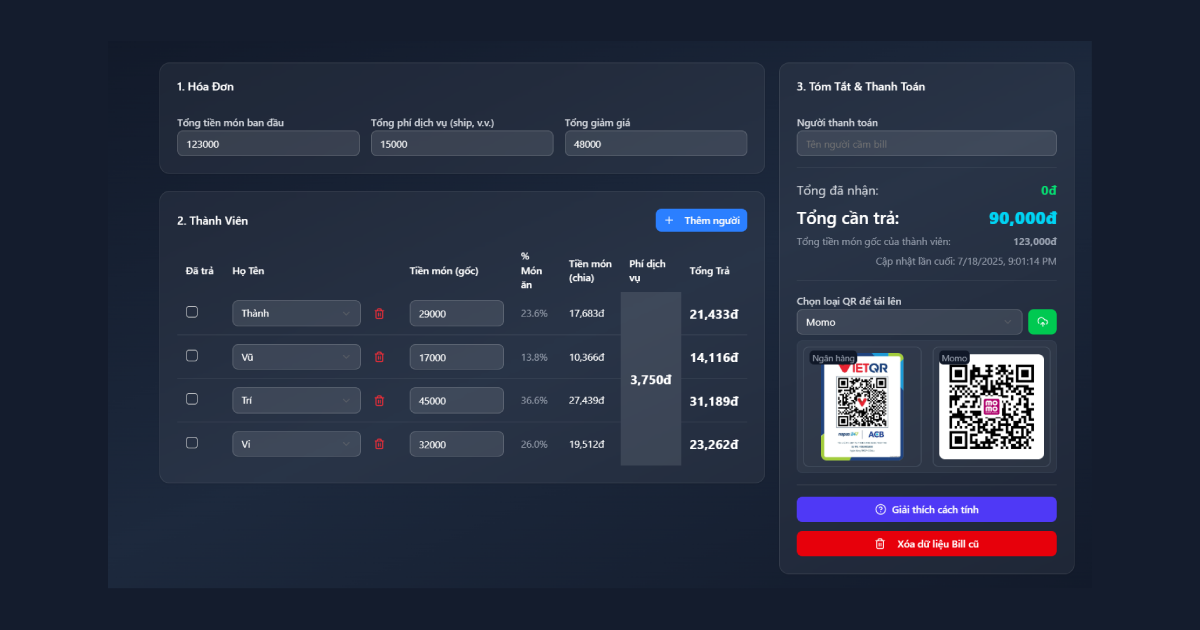 1. Hóa Đơn
Tổng tiền món ban đầu
Tổng phí dịch vụ (ship, v.v.)
Tổng giảm giá
123000
15000
48000
2. Thành Viên
+ Thêm người
Đã trả
Họ Tên
Tiền món (gốc)
%
Món
ăn
Tiền món
(chia)
Phí dịch
vụ
Tổng Trả
Thành
29000
23.6%
17,683đ
21,433đ
Vũ
17000
13.8%
10,366đ
14,116đ
3,750đ
Trí
45000
36.6%
27,439đ
31,189đ
Vi
32000
26.0%
19,512đ
23,262đ
3. Tóm Tắt & Thanh Toán
Người thanh toán
Tên người cầm bill
Tổng đã nhận:
0đ
Tổng cần trả:
90,000đ
Tổng tiền món gốc của thành viên:
123,000đ
Cập nhật lần cuối: 7/18/2025, 9:01:14 PM
Chọn loại QR để tải lên
Momo
Ngân hàng
VIETQR
napas 247
ACB
Momo
mo
mo
Giải thích cách tính
Xóa dữ liệu Bill cũ